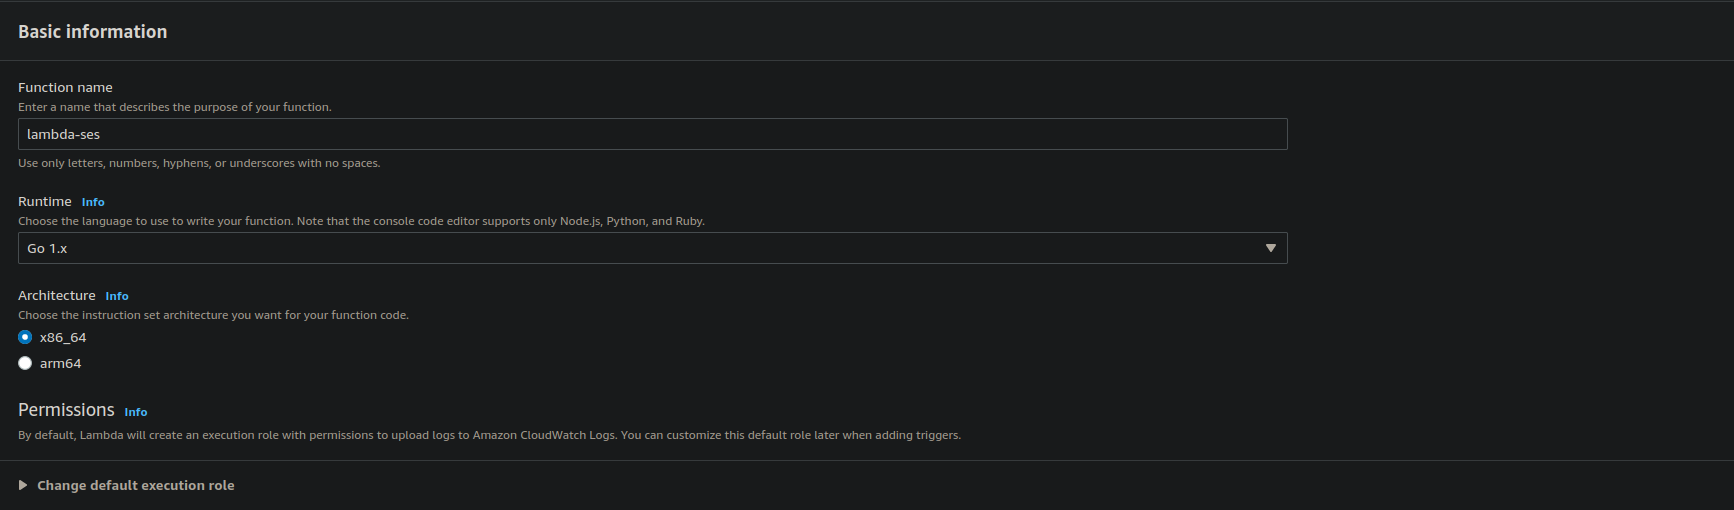 Basic information
Function name
Enter a name that describes the purpose of your function.
lambda-ses
Use only letters, numbers, hyphens, or underscores with no spaces.
Runtime Info
Choose the language to use to write your function. Note that the console code editor supports only Node.js, Python, and Ruby.
Go 1.x
Architecture Info
Choose the instruction set architecture you want for your function code.
x86_64
arm64
Permissions Info
By default, Lambda will create an execution role with permissions to upload logs to Amazon CloudWatch Logs. You can customize this default role later when adding triggers.
Change default execution role